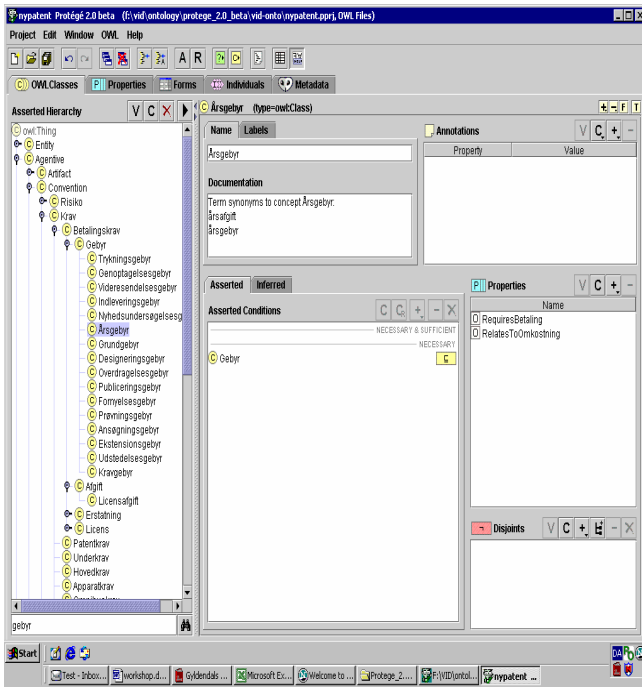 nypatent Protégé 2.0 beta (f:\vid\ontology\protege_2.0_beta\vid-onto\nypatent.pprj, OWL Files)
Project Edit Window OWL Help
A R
OWLClasses Properties Forms Individuals Metadata
Asserted Hierarchy V C
C Årsgebyr (type=owl:Class) F T
owl:Thing
Entity
Agentive
Artifact
Convention
Risiko
Krav
Betalingskrav
Gebyr
Trykningsgebyr
Genoptagelsesgebyr
Videresendelsesgebyr
Indleveringsgebyr
Nyhedsundersøgelsesg
Årsgebyr
Grundgebyr
Designeringsgebyr
Overdragelsesgebyr
Publiceringsgebyr
Fornyelsesgebyr
Prøvningsgebyr
Ansøgningsgebyr
Ekstensionsgebyr
Udstedelsesgebyr
Kravgebyr
Afgift
Licensafgift
Erstatning
Licens
Patentkrav
Underkrav
Hovedkrav
Apparatkrav
gebyr
Name Labels
Årsgebyr
Documentation
Term synonyms to concept Årsgebyr:
årsafgift
årsgebyr
Annotations V C + -
Property Value
Asserted Inferred
Asserted Conditions
NECESSARY & SUFFICIENT
NECESSARY
Gebyr
Properties V C + -
Name
RequiresBetaling
RelatesToOmkostning
Disjoints V C +
Start
Test - Inbox... workshop.d... Gyldendals ... Microsoft Ex... Welcome to ... Protege_2.... F:\VID\ontol... nypatent ...